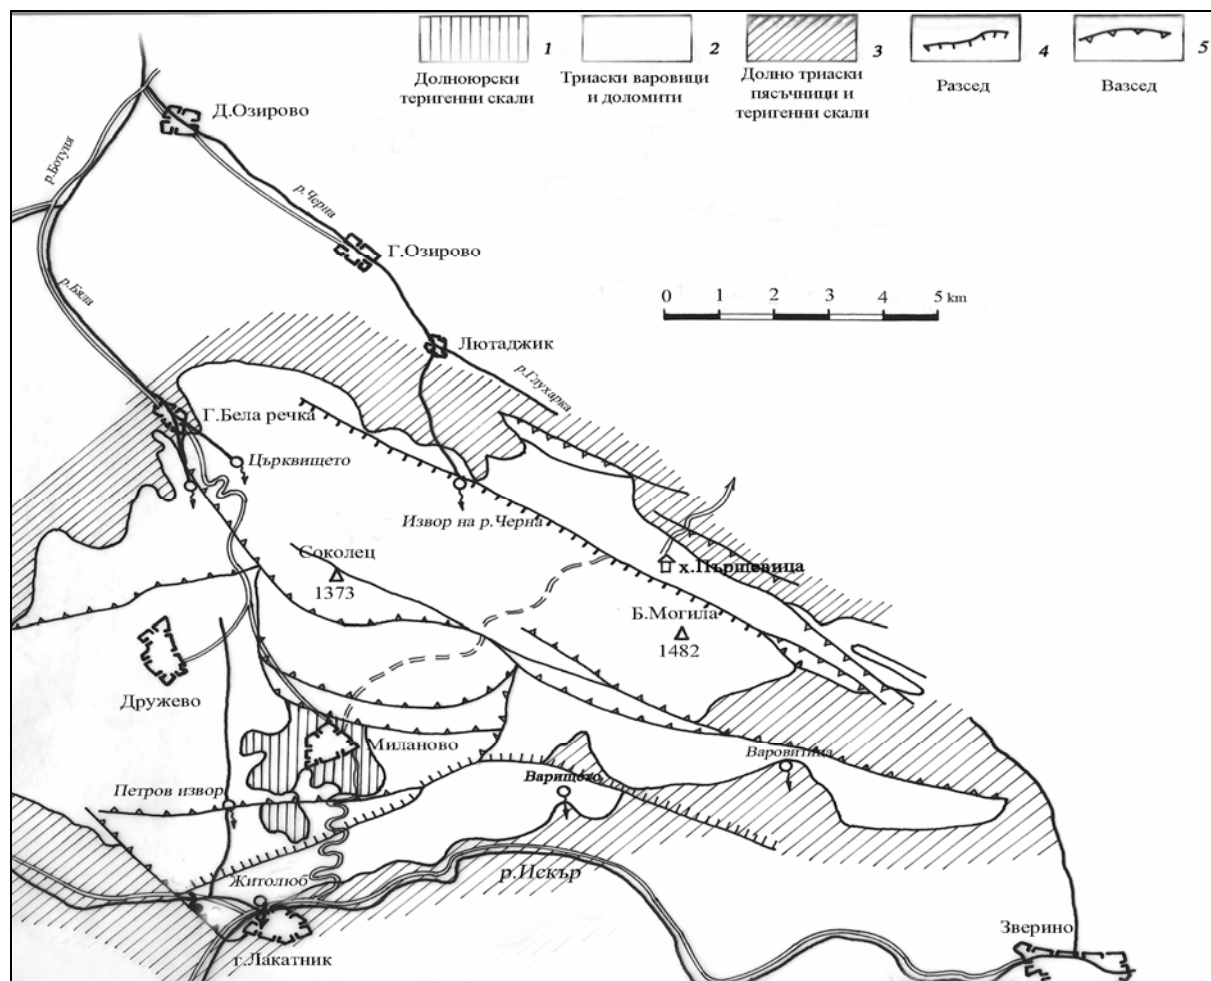 1
2
3
4
5
Долноюрски
теригенни скали
Триаски варовици
и доломити
Долно триаски
пясъчници и
теригенни скали
Разсед
Вазсед
Д.Озирово
р.Ботуня
р.Черна
Г.Озирово
р.Бяла
0 1 2 3 4 5 km
Лютаджик
р.Глухарка
Г.Бела речка
Църквището
Извор на р.Черна
Соколец
1373
х.Пършевица
Б.Могила
1482
Дружево
Миланово
Варовитица
Петров извор
Варището
Житолюб
р.Искър
Зверино
г.Лакатник